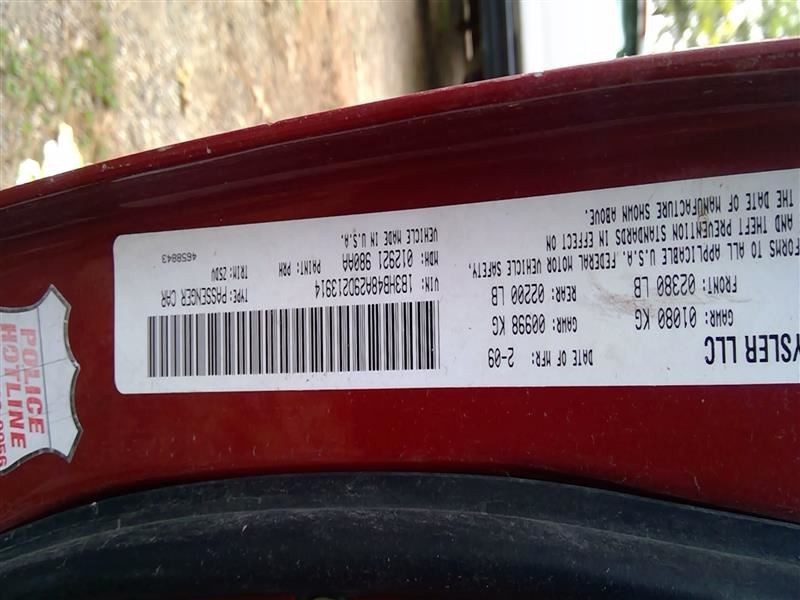 YSLER LLC
DATE OF MFR: 2-09
GAWR: 01080 KG
GAWR: 00998 KG
FRONT: 02380 LB
REAR: 02200 LB
FORMS TO ALL APPLICABLE U.S.A. FEDERAL MOTOR VEHICLE SAFETY,
AND THEFT PREVENTION STANDARDS IN EFFECT ON
THE DATE OF MANUFACTURE SHOWN ABOVE.
VIN: 1B3HB48A29D213914 TYPE: PASSENGER CAR
MDH: 012921 980AA PAINT: PRH TRIM: 25DV
VEHICLE MADE IN U.S.A. 4658843
POLICE
HOTLINE